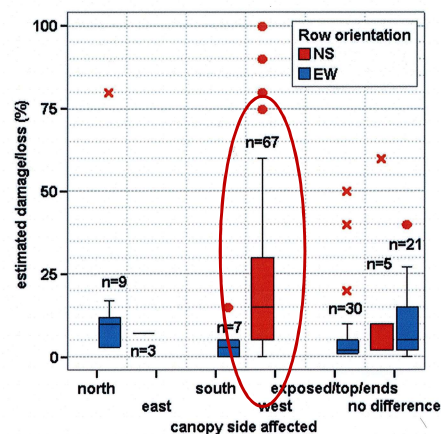 Row orientation
NS
EW
estimated damage/loss (%)
100
75
50
25
0
n=67
n=9
n=3
n=7
n=30
n=5
n=21
north
south
exposed/top/ends
east
west
no difference
canopy side affected